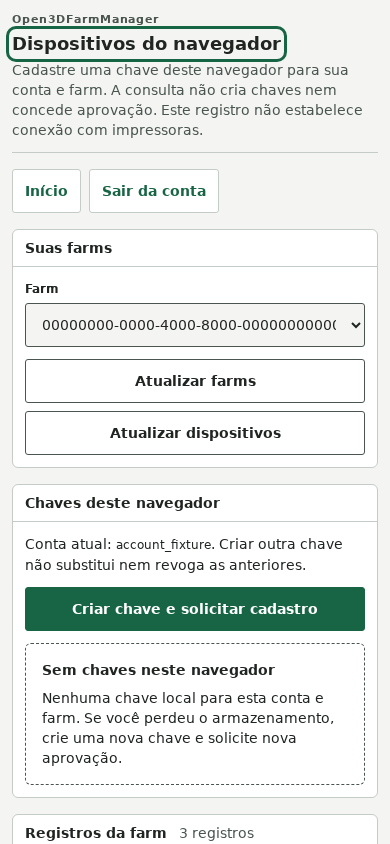 Open3DFarmManager
Dispositivos do navegador
Cadastre uma chave deste navegador para sua
conta e farm. A consulta não cria chaves nem
concede aprovação. Este registro não estabelece
conexão com impressoras.
Início
Sair da conta
Suas farms
Farm
00000000-0000-4000-8000-00000000000
Atualizar farms
Atualizar dispositivos
Chaves deste navegador
Conta atual: account_fixture. Criar outra chave
não substitui nem revoga as anteriores.
Criar chave e solicitar cadastro
Sem chaves neste navegador
Nenhuma chave local para esta conta e
farm. Se você perdeu o armazenamento,
crie uma nova chave e solicite nova
aprovação.
Registros da farm 3 registros